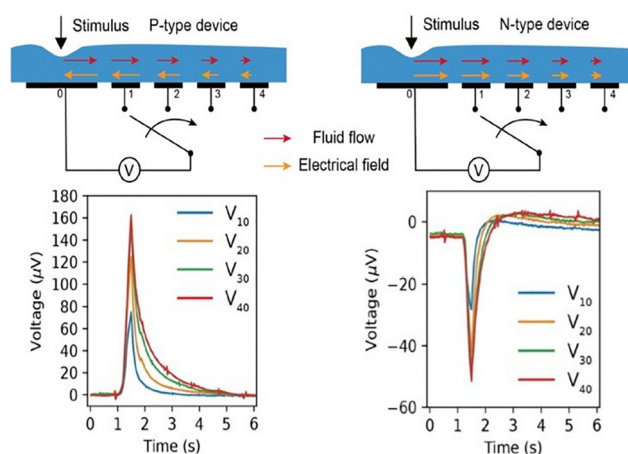 Stimulus P-type device
0 1 2 3 4
V
Stimulus N-type device
0 1 2 3 4
V
Fluid flow
Electrical field
180
160
140
120
100
80
60
40
20
0
Voltage (µV)
V10
V20
V30
V40
0 1 2 3 4 5 6
Time (s)
0
−20
−40
−60
Voltage (µV)
V10
V20
V30
V40
0 1 2 3 4 5 6
Time (s)